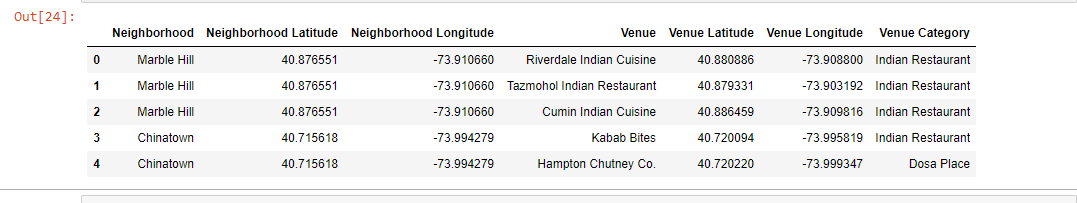 Out[24]:
Neighborhood Neighborhood Latitude Neighborhood Longitude Venue Venue Latitude Venue Longitude Venue Category
0 Marble Hill 40.876551 -73.910660 Riverdale Indian Cuisine 40.880886 -73.908800 Indian Restaurant
1 Marble Hill 40.876551 -73.910660 Tazmohol Indian Restaurant 40.879331 -73.903192 Indian Restaurant
2 Marble Hill 40.876551 -73.910660 Cumin Indian Cuisine 40.886459 -73.909816 Indian Restaurant
3 Chinatown 40.715618 -73.994279 Kabab Bites 40.720094 -73.995819 Indian Restaurant
4 Chinatown 40.715618 -73.994279 Hampton Chutney Co. 40.720220 -73.999347 Dosa Place